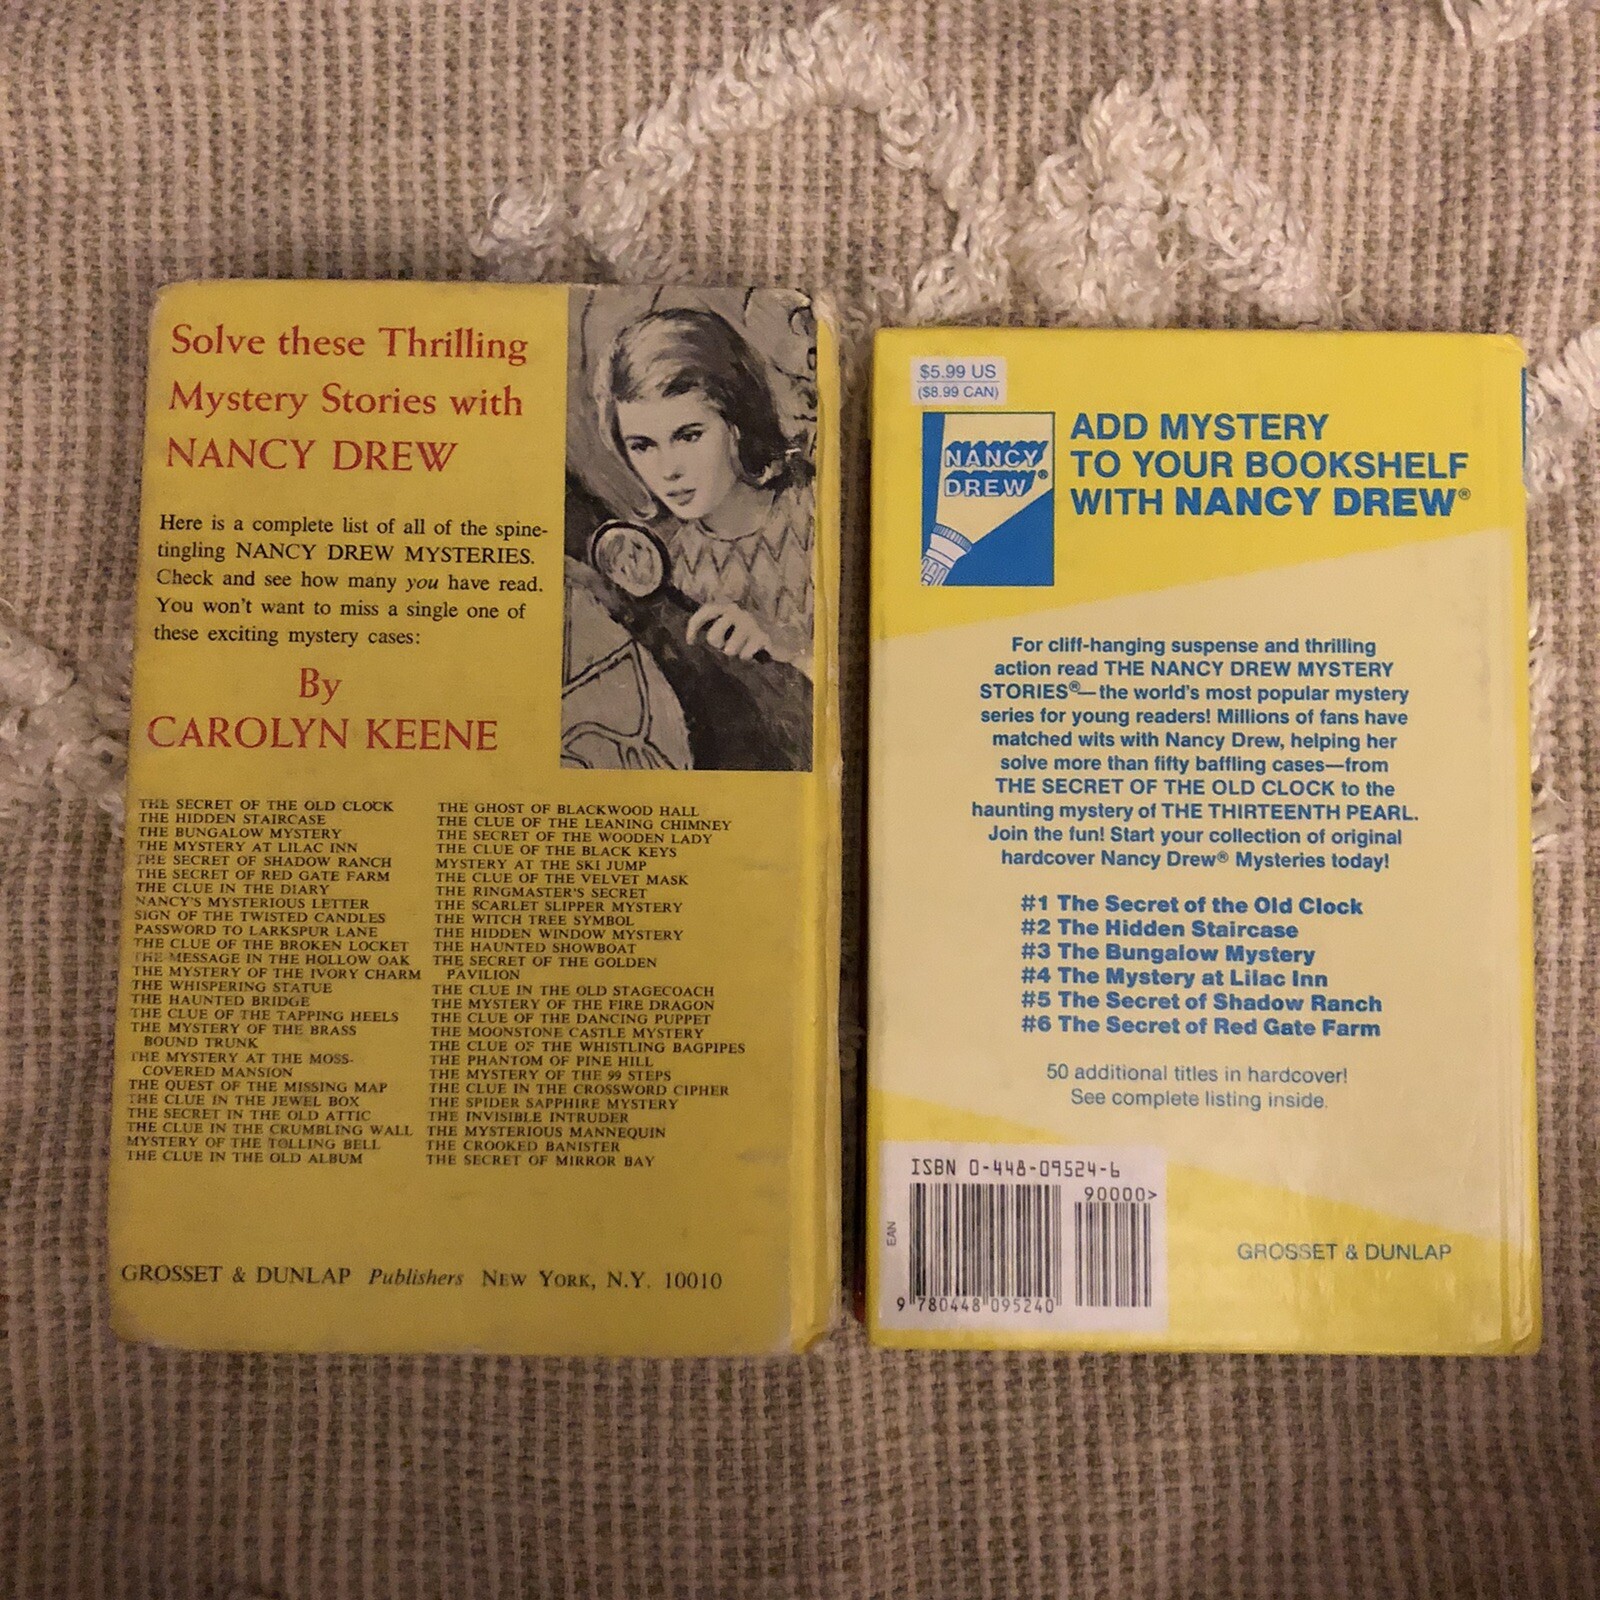 Solve these Thrilling
Mystery Stories with
NANCY DREW
Here is a complete list of all of the spine-
tingling NANCY DREW MYSTERIES.
Check and see how many you have read.
You won't want to miss a single one of
these exciting mystery cases:
By
CAROLYN KEENE
THE SECRET OF THE OLD CLOCK
THE HIDDEN STAIRCASE
THE BUNGALOW MYSTERY
THE MYSTERY AT LILAC INN
THE SECRET OF SHADOW RANCH
THE SECRET OF RED GATE FARM
THE CLUE IN THE DIARY
NANCY'S MYSTERIOUS LETTER
SIGN OF THE TWISTED CANDLES
PASSWORD TO LARKSPUR LANE
THE CLUE OF THE BROKEN LOCKET
THE MESSAGE IN THE HOLLOW OAK
THE MYSTERY OF THE IVORY CHARM
THE WHISPERING STATUE
THE HAUNTED BRIDGE
THE CLUE OF THE TAPPING HEELS
THE MYSTERY OF THE BRASS
BOUND TRUNK
THE MYSTERY AT THE MOSS-
COVERED MANSION
THE QUEST OF THE MISSING MAP
THE CLUE IN THE JEWEL BOX
THE SECRET IN THE OLD ATTIC
THE CLUE IN THE CRUMBLING WALL
MYSTERY OF THE TOLLING BELL
THE CLUE IN THE OLD ALBUM
THE GHOST OF BLACKWOOD HALL
THE CLUE OF THE LEANING CHIMNEY
THE SECRET OF THE WOODEN LADY
THE CLUE OF THE BLACK KEYS
MYSTERY AT THE SKI JUMP
THE CLUE OF THE VELVET MASK
THE RINGMASTER'S SECRET
THE SCARLET SLIPPER MYSTERY
THE WITCH TREE SYMBOL
THE HIDDEN WINDOW MYSTERY
THE HAUNTED SHOWBOAT
THE SECRET OF THE GOLDEN
PAVILION
THE CLUE IN THE OLD STAGECOACH
THE MYSTERY OF THE FIRE DRAGON
THE CLUE OF THE DANCING PUPPET
THE MOONSTONE CASTLE MYSTERY
THE CLUE OF THE WHISTLING BAGPIPES
THE PHANTOM OF PINE HILL
THE MYSTERY OF THE 99 STEPS
THE CLUE IN THE CROSSWORD CIPHER
THE SPIDER SAPPHIRE MYSTERY
THE INVISIBLE INTRUDER
THE MYSTERIOUS MANNEQUIN
THE CROOKED BANISTER
THE SECRET OF MIRROR BAY
GROSSET & DUNLAP Publishers NEW YORK, N.Y. 10010
$5.99 US
($8.99 CAN)
NANCY
DREW®
ADD MYSTERY
TO YOUR BOOKSHELF
WITH NANCY DREW®
For cliff-hanging suspense and thrilling
action read THE NANCY DREW MYSTERY
STORIES®—the world's most popular mystery
series for young readers! Millions of fans have
matched wits with Nancy Drew, helping her
solve more than fifty baffling cases—from
THE SECRET OF THE OLD CLOCK to the
haunting mystery of THE THIRTEENTH PEARL.
Join the fun! Start your collection of original
hardcover Nancy Drew® Mysteries today!
#1 The Secret of the Old Clock
#2 The Hidden Staircase
#3 The Bungalow Mystery
#4 The Mystery at Lilac Inn
#5 The Secret of Shadow Ranch
#6 The Secret of Red Gate Farm
50 additional titles in hardcover!
See complete listing inside.
ISBN 0-448-09524-6
90000>
EAN
9 780448 095240
GROSSET & DUNLAP